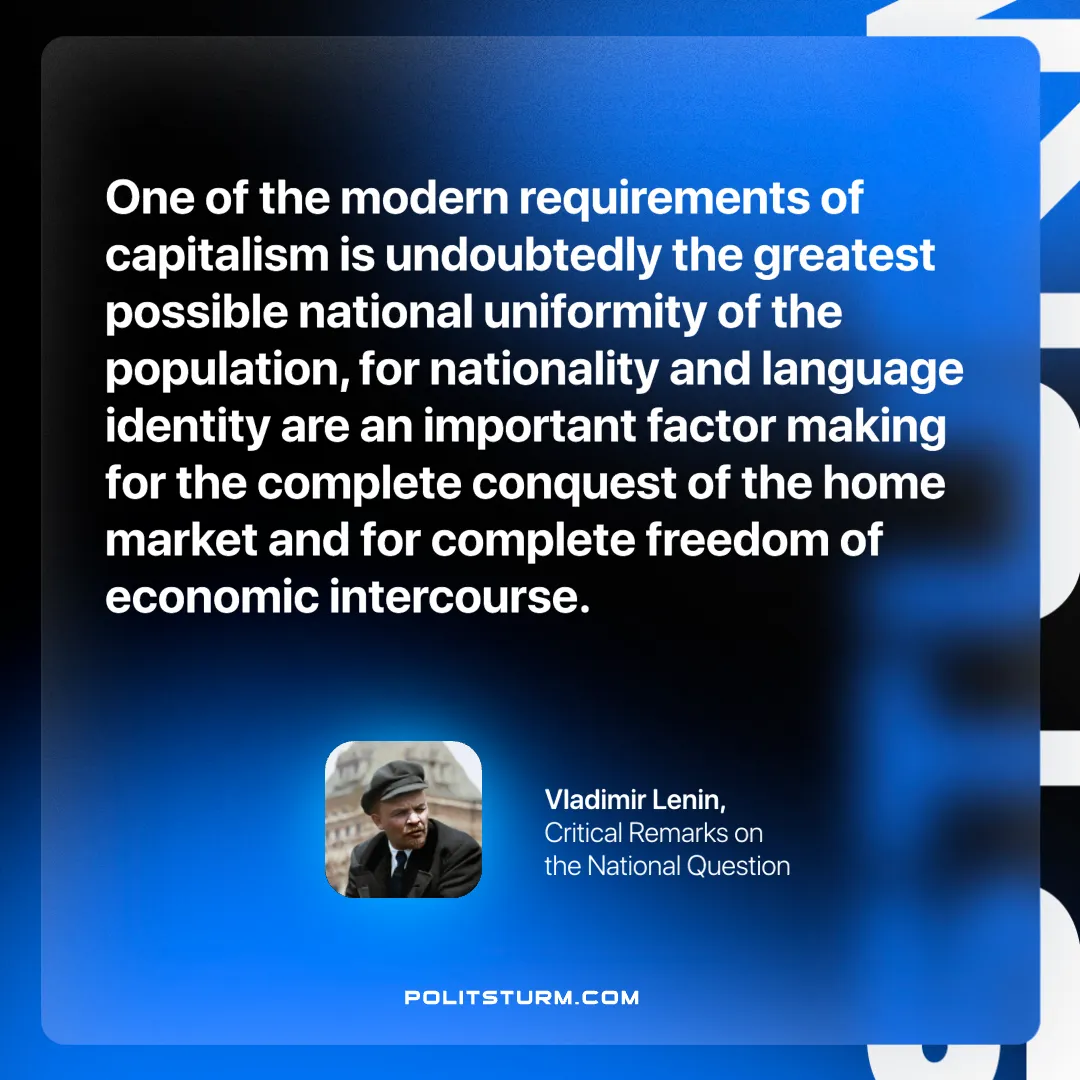 One of the modern requirements of
capitalism is undoubtedly the greatest
possible national uniformity of the
population, for nationality and language
identity are an important factor making
for the complete conquest of the home
market and for complete freedom of
economic intercourse.
Vladimir Lenin,
Critical Remarks on
the National Question
POLITSTURM.COM